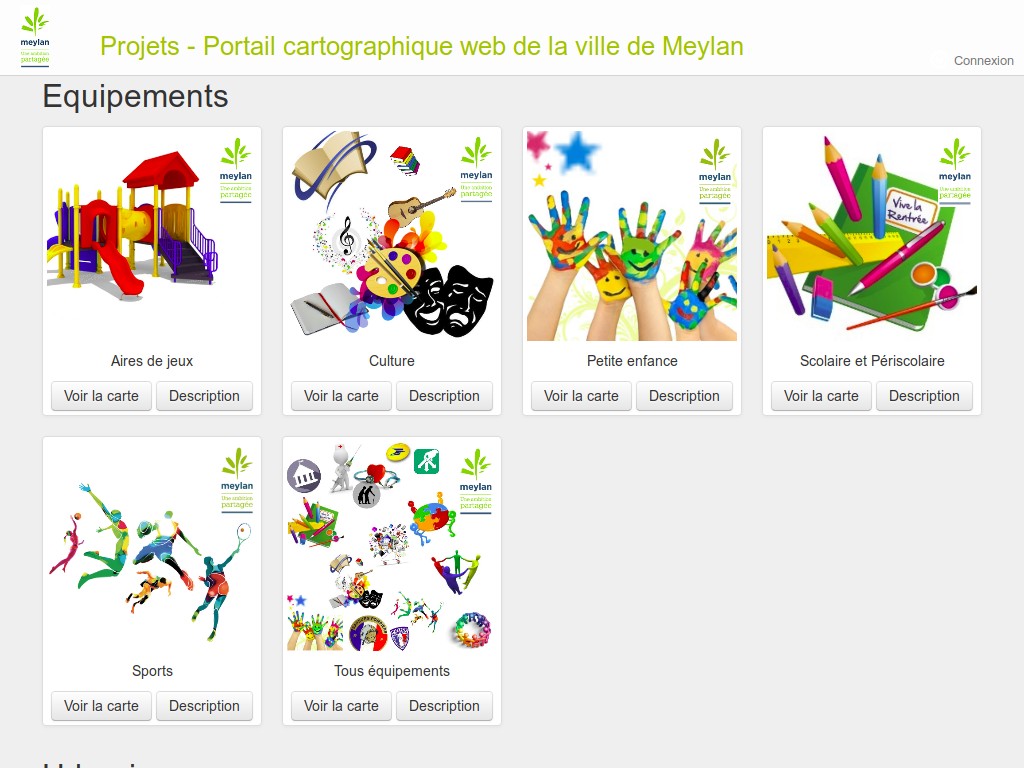 meylan
Une ambition
partagée
Projets - Portail cartographique web de la ville de Meylan
Connexion
Equipements
meylan
Une ambition
partagée
Aires de jeux
Voir la carte
Description
meylan
Une ambition
partagée
Culture
Voir la carte
Description
meylan
Une ambition
partagée
Petite enfance
Voir la carte
Description
meylan
Une ambition
partagée
Vive la
Rentrée
Scolaire et Périscolaire
Voir la carte
Description
meylan
Une ambition
partagée
Sports
Voir la carte
Description
meylan
Une ambition
partagée
Tous équipements
Voir la carte
Description